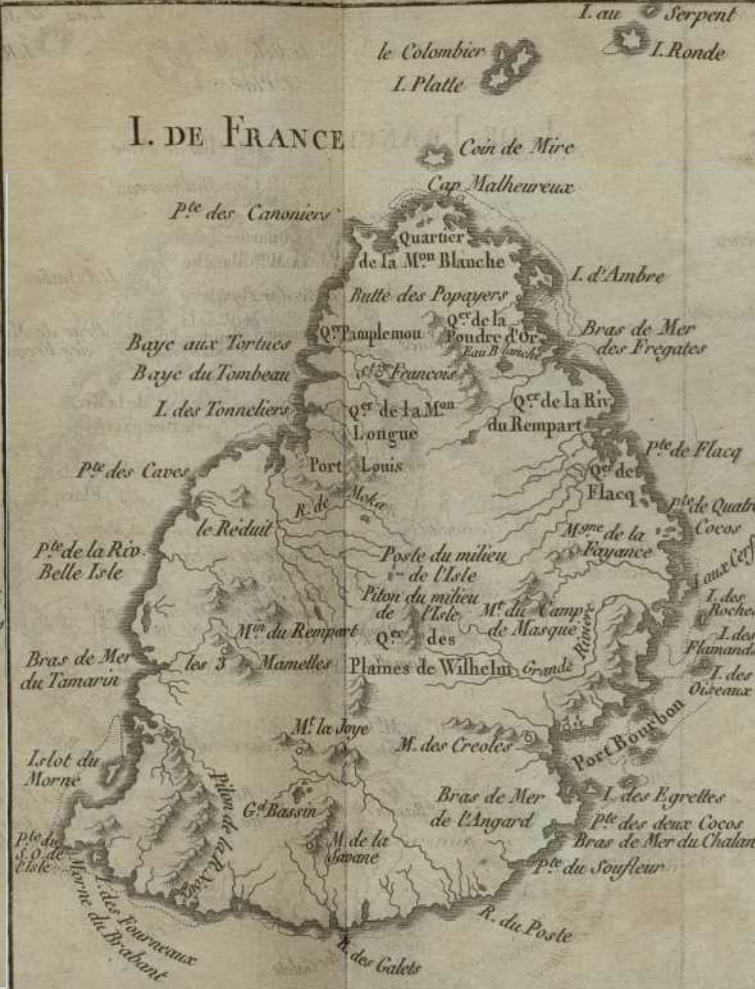 I. au Serpent
le Colombier
I. Ronde
I. Platte
I. DE FRANCE
Coin de Mire
Cap Malheureux
Pte des Canoniers
Quartier
de la Mon Blanche
I. d'Ambre
Butte des Popayers
Qer de la
Poudre d'Or
Qer Pamplemou
Bras de Mer
des Fregates
Baye aux Tortues
Eau Blanche
Baye du Tombeau
François
I. des Tonneliers
Qer de la Mon
Longue
Qer de la Riv
du Rempart
Pte de Flacq
Pte des Caves
Port Louis
Qer de
Flacq
R. de Moka
Pte de Quatre
Cocos
le Reduit
Mgne de la
Fayance
Pte de la Riv.
Belle Isle
Poste du milieu
de l'Isle
I. aux Cerfs
Piton du milieu
de l'Isle
Mt du Camp
de Masque
I. des
Roches
Min du Rempart
Qer des
Plaines de Wilhelm
Grande Riviere
I. des
Flamands
Bras de Mer
du Tamarin
les 3 Mamelles
I. des
Oiseaux
Mt la Joye
M. des Creoles
Port Bourbon
Islot du
Morne
Piton de la R. Noir
Gd Bassin
Bras de Mer
de l'Angard
I. des Egrettes
Pte des deux Cocos
Bras de Mer du Chalan
M. de la
Savane
Pte du
S.O. de
l'Isle
Pte du Soufleur
I. des Fourneaux
Morne du Brabant
R. du Poste
R. des Galets